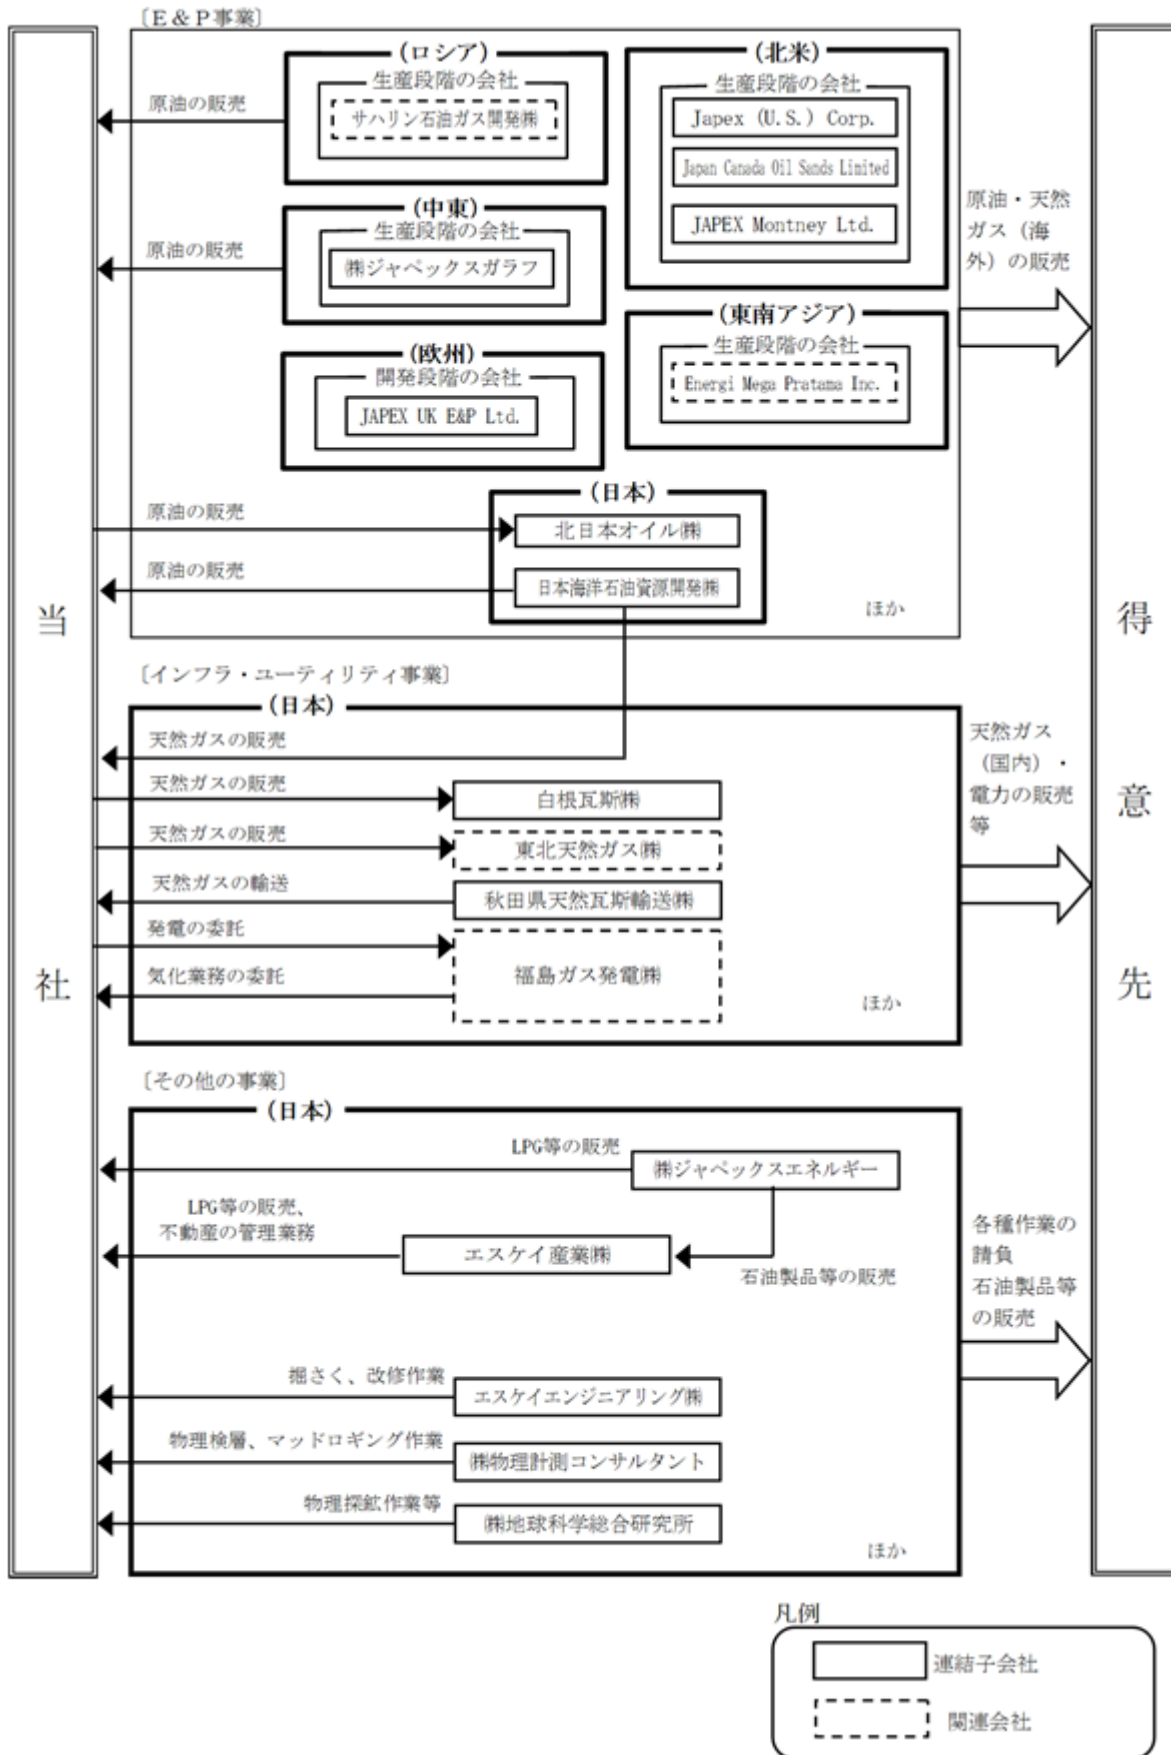 〔E&P事業〕
(ロシア)
生産段階の会社
サハリン石油ガス開発㈱
原油の販売
(北米)
生産段階の会社
Japex (U.S.) Corp.
Japan Canada Oil Sands Limited
JAPEX Montney Ltd.
(中東)
生産段階の会社
㈱ジャペックスガラフ
原油の販売
原油・天然
ガス（海
外）の販売
(東南アジア)
生産段階の会社
Energi Mega Pratama Inc.
(欧州)
開発段階の会社
JAPEX UK E&P Ltd.
(日本)
原油の販売
北日本オイル㈱
原油の販売
日本海洋石油資源開発㈱
ほか
当
社
得
意
先
〔インフラ・ユーティリティ事業〕
(日本)
天然ガスの販売
天然ガスの販売
白根瓦斯㈱
天然ガスの販売
東北天然ガス㈱
天然ガスの輸送
秋田県天然瓦斯輸送㈱
発電の委託
気化業務の委託
福島ガス発電㈱
ほか
天然ガス
（国内）・
電力の販売
等
〔その他の事業〕
(日本)
LPG等の販売
㈱ジャペックスエネルギー
LPG等の販売、
不動産の管理業務
エスケイ産業㈱
石油製品等の販売
各種作業の
請負
石油製品等
の販売
掘さく、改修作業
エスケイエンジニアリング㈱
物理検層、マッドロギング作業
㈱物理計測コンサルタント
物理探鉱作業等
㈱地球科学総合研究所
ほか
凡例
連結子会社
関連会社